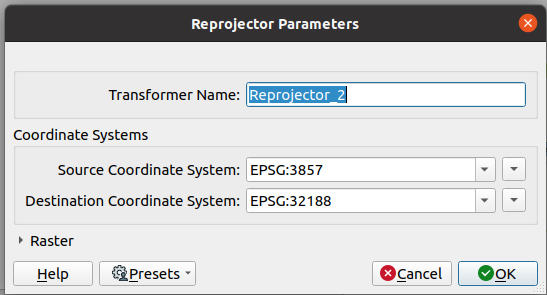 Reprojector Parameters
Transformer Name: Reprojector_2
Coordinate Systems
Source Coordinate System: EPSG:3857
Destination Coordinate System: EPSG:32188
Raster
Help Presets Cancel OK